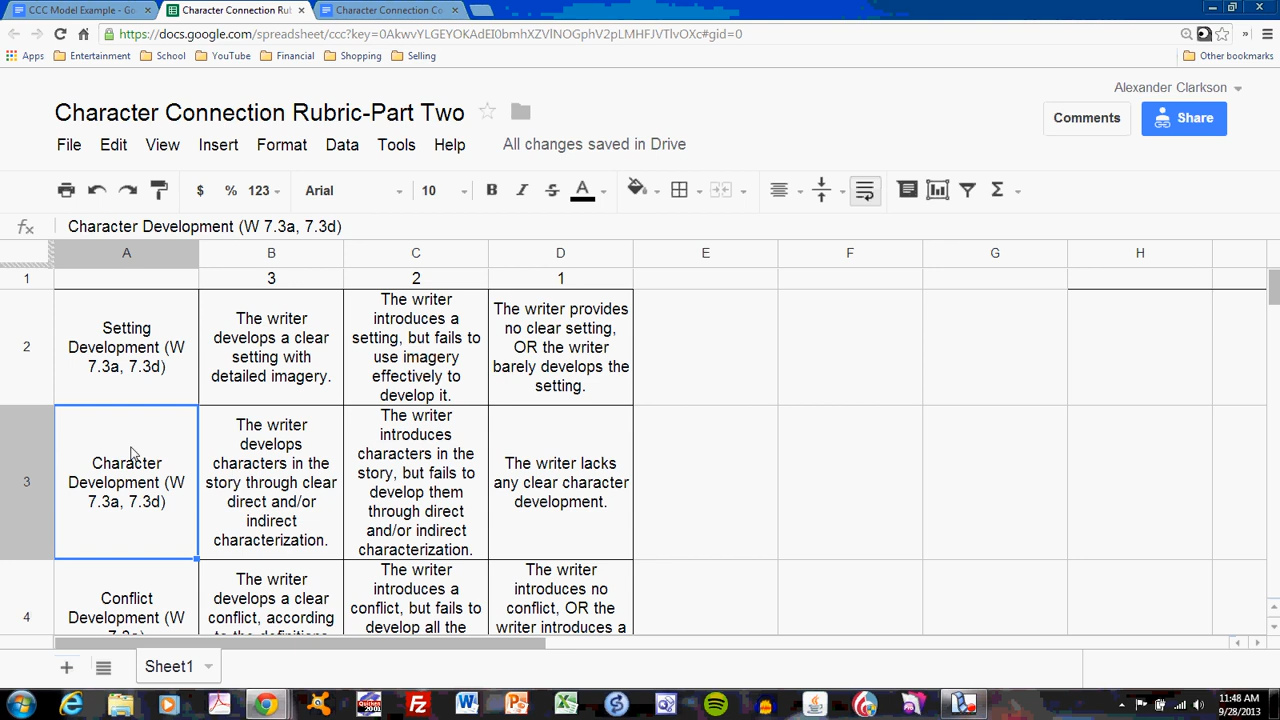 CCC Model Example - Go
Character Connection Rub
Character Connection Co
https://docs.google.com/spreadsheet/ccc?key=0AkwvYLGEYOKAdEI0bmhXZVlNOGphV2pLMHFJVTlvOXc#gid=0
Apps Entertainment School YouTube Financial Shopping Selling Other bookmarks
Alexander Clarkson
Character Connection Rubric-Part Two
Comments Share
File Edit View Insert Format Data Tools Help All changes saved in Drive
$ % 123 Arial 10 B I S A Σ
fx Character Development (W 7.3a, 7.3d)
A B C D E F G H
1 3 2 1
2
Setting
Development (W
7.3a, 7.3d)
The writer
develops a clear
setting with
detailed imagery.
The writer
introduces a
setting, but fails to
use imagery
effectively to
develop it.
The writer provides
no clear setting,
OR the writer
barely develops the
setting.
3
Character
Development (W
7.3a, 7.3d)
The writer
develops
characters in the
story through clear
direct and/or
indirect
characterization.
The writer
introduces
characters in the
story, but fails to
develop them
through direct
and/or indirect
characterization.
The writer lacks
any clear character
development.
4
Conflict
Development (W
The writer
develops a clear
conflict, according
to the definitions
The writer
introduces a
conflict, but fails to
develop all the
The writer
introduces no
conflict, OR the
writer introduces a
Sheet1
11:48 AM
9/28/2013